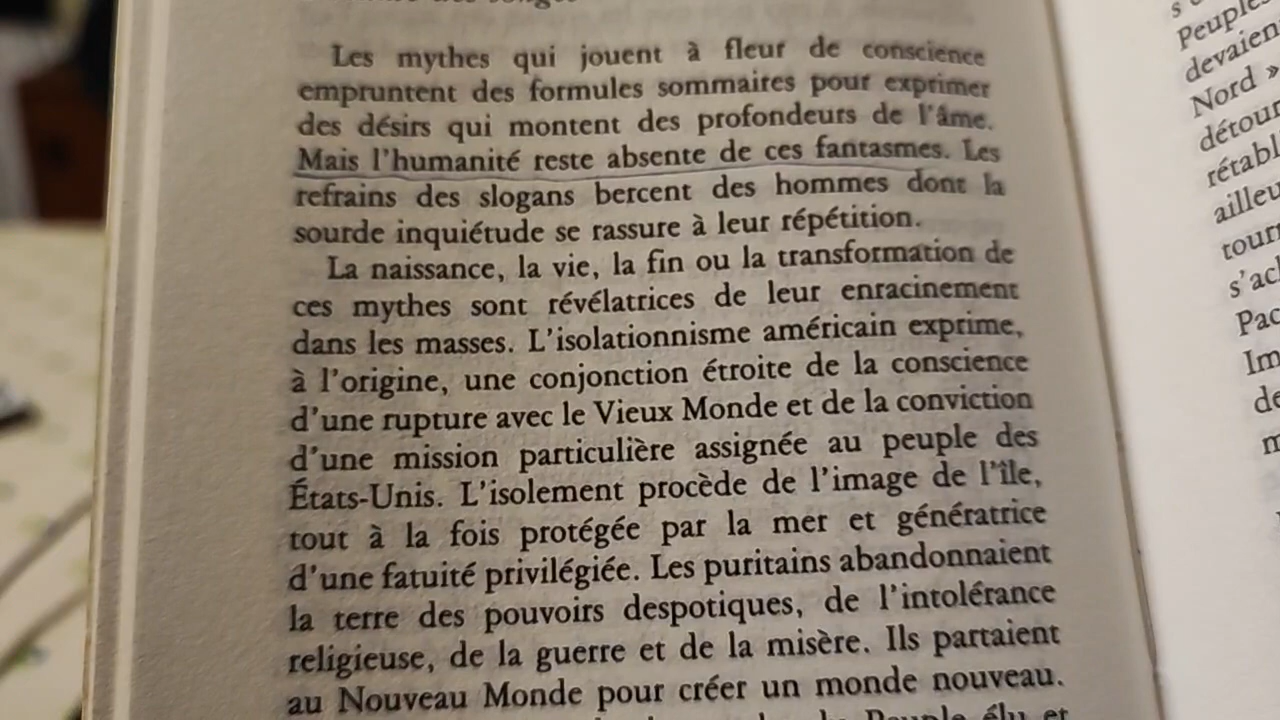 Les mythes qui jouent à fleur de conscience
empruntent des formules sommaires pour exprimer
des désirs qui montent des profondeurs de l'âme.
Mais l'humanité reste absente de ces fantasmes. Les
refrains des slogans bercent des hommes dont la
sourde inquiétude se rassure à leur répétition.
La naissance, la vie, la fin ou la transformation de
ces mythes sont révélatrices de leur enracinement
dans les masses. L'isolationnisme américain exprime,
à l'origine, une conjonction étroite de la conscience
d'une rupture avec le Vieux Monde et de la conviction
d'une mission particulière assignée au peuple des
États-Unis. L'isolement procède de l'image de l'île,
tout à la fois protégée par la mer et génératrice
d'une fatuité privilégiée. Les puritains abandonnaient
la terre des pouvoirs despotiques, de l'intolérance
religieuse, de la guerre et de la misère. Ils partaient
au Nouveau Monde pour créer un monde nouveau.
Peuple élu et
Peuples
devaien
Nord »
détour
rétabl
ailleu
tour
s'ac
Pac
Im
de